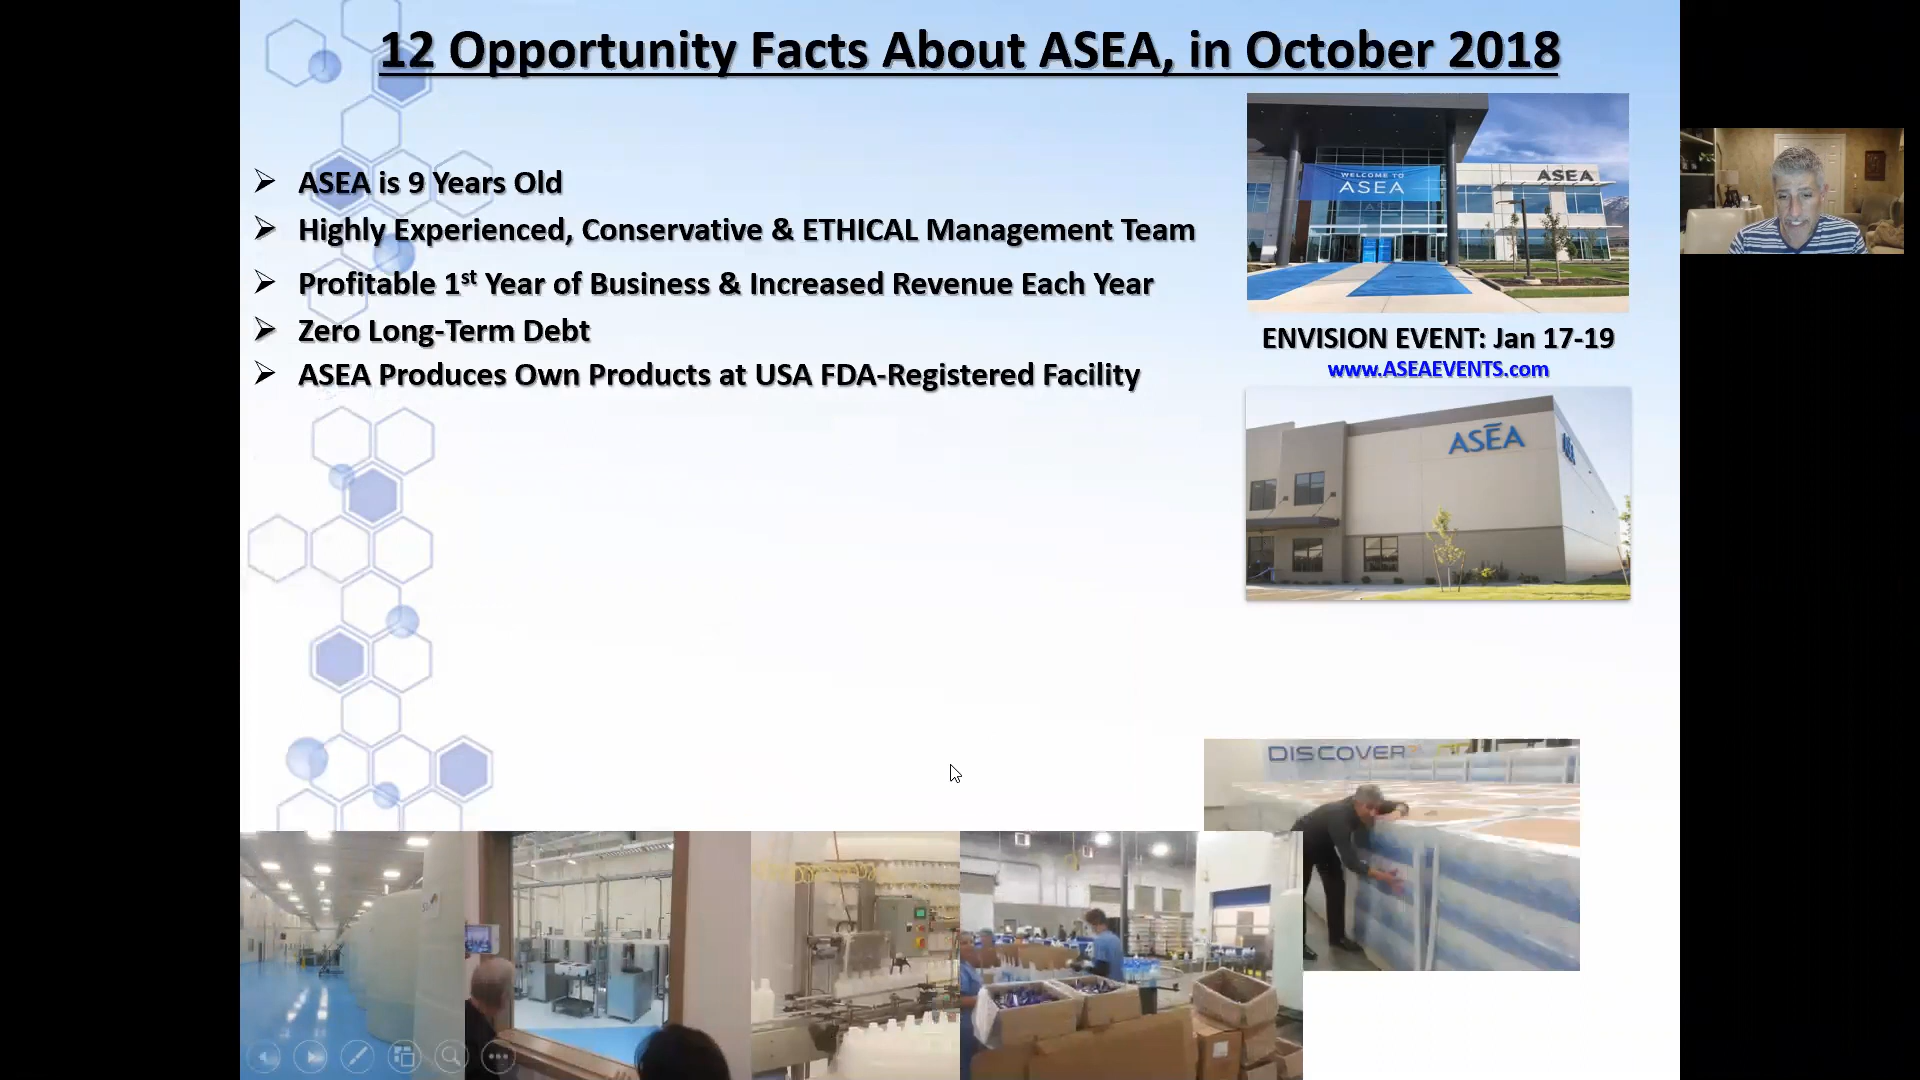 12 Opportunity Facts About ASEA, in October 2018
ASEA is 9 Years Old
Highly Experienced, Conservative & ETHICAL Management Team
Profitable 1st Year of Business & Increased Revenue Each Year
Zero Long-Term Debt
ASEA Produces Own Products at USA FDA-Registered Facility
WELCOME TO
ASEA
ASEA
ENVISION EVENT: Jan 17-19
www.ASEAEVENTS.com
ASEA
DISCOVER